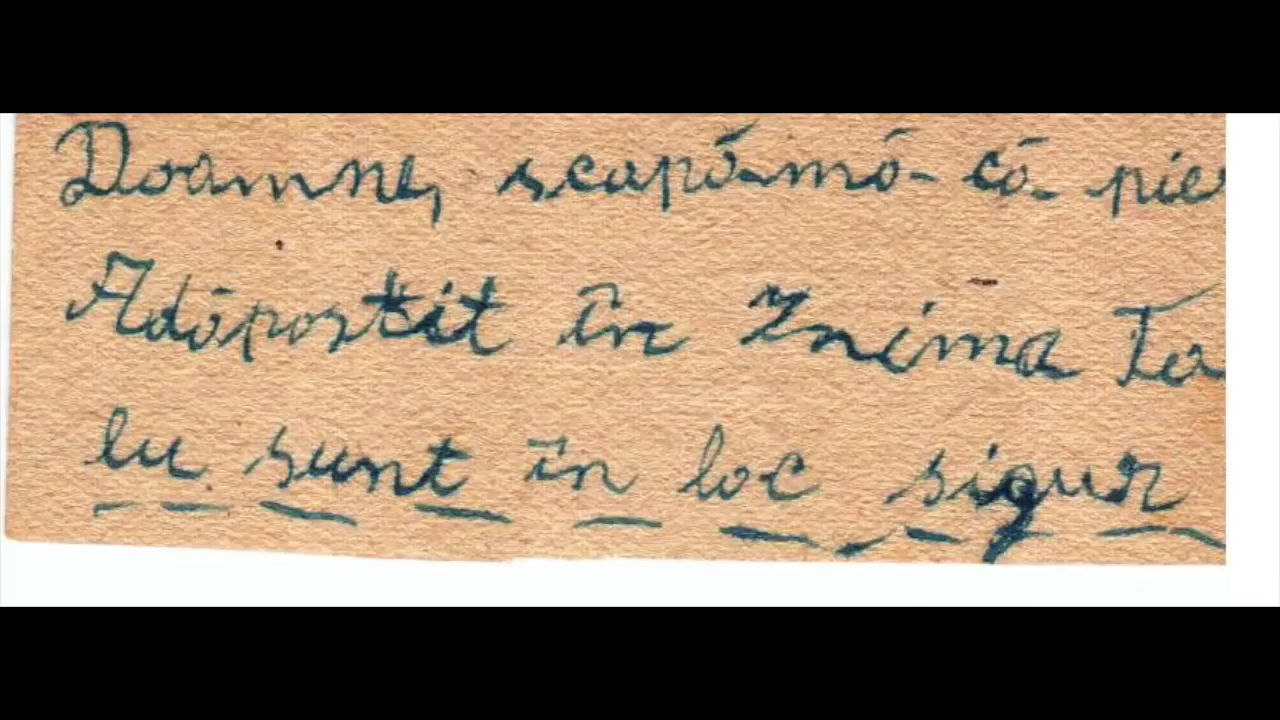 Doamne, scapă-mă- că- pie
Adăpostit în Inima Ta
Eu sunt în loc sigur